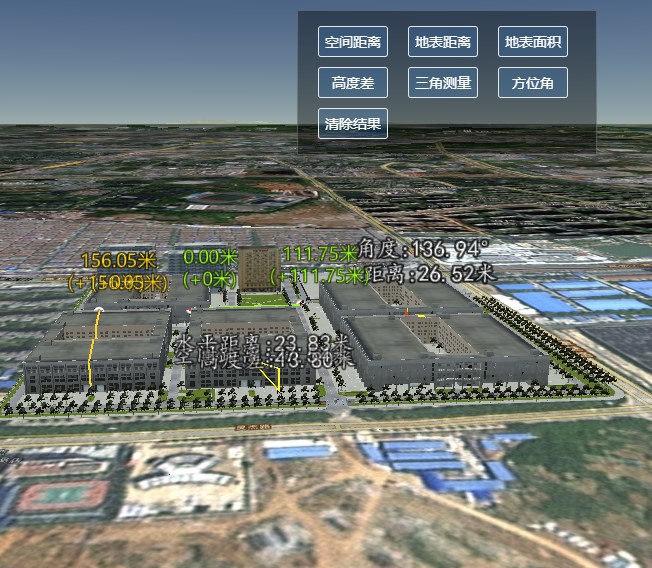 空间距离
地表距离
地表面积
高度差
三角测量
方位角
清除结果
156.05米
0.00米
(+0米)
111.75米
(+111.75米)
角度:136.94°
距离:26.52米
水平距离:23.83米